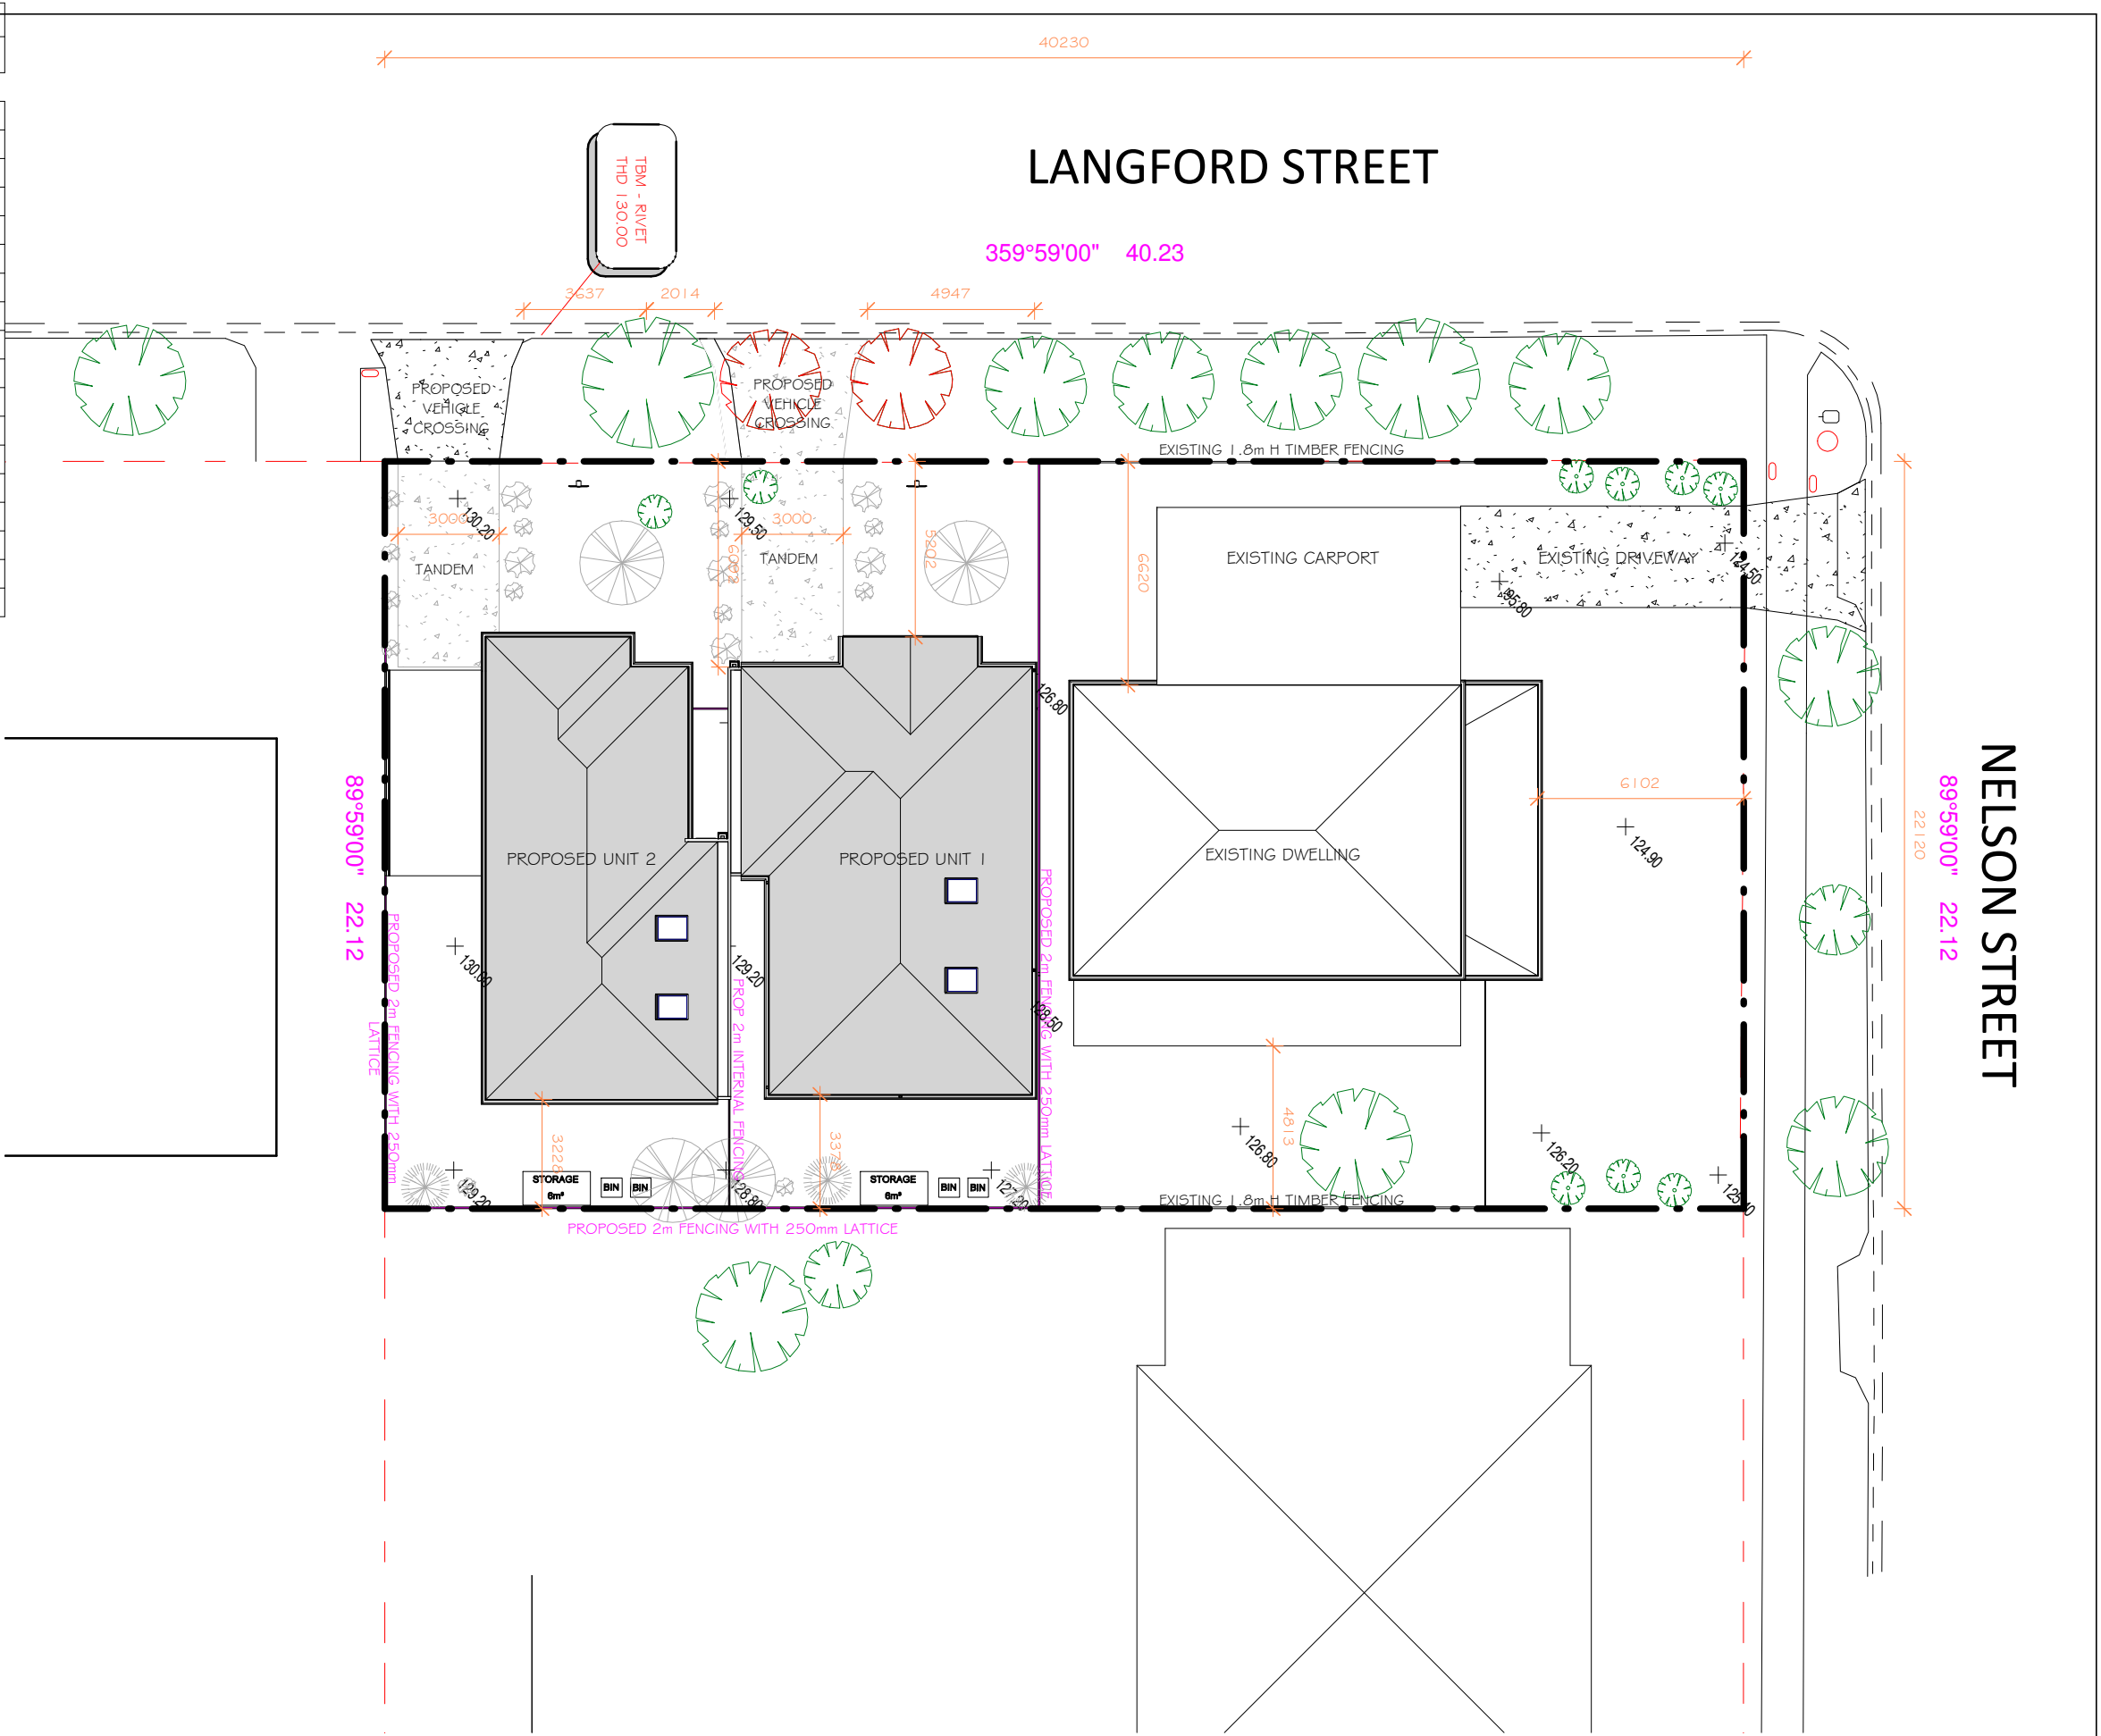 40230
LANGFORD STREET
TBM - RIVET
THD 130.00
359°59'00" 40.23
3637
2014
4947
PROPOSED
VEHICLE
CROSSING
PROPOSED
VEHICLE
CROSSING
EXISTING 1.8m H TIMBER FENCING
3000
130.20
129.50
3000
TANDEM
TANDEM
5202
6620
EXISTING CARPORT
EXISTING DRIVEWAY
124.50
95.80
126.80
6102
22120
NELSON STREET
89°59'00" 22.12
89°59'00" 22.12
124.90
PROPOSED UNIT 2
PROPOSED UNIT 1
EXISTING DWELLING
130.00
129.20
128.50
PROPOSED 2m FENCING WITH 250mm
LATTICE
PROP 2m INTERNAL FENCING
PROPOSED 2m FENCING WITH 250mm LATTICE
3228
4813
126.80
126.20
STORAGE
6m³
BIN
BIN
STORAGE
6m³
BIN
BIN
129.20
128.80
127.20
EXISTING 1.8m H TIMBER FENCING
PROPOSED 2m FENCING WITH 250mm LATTICE